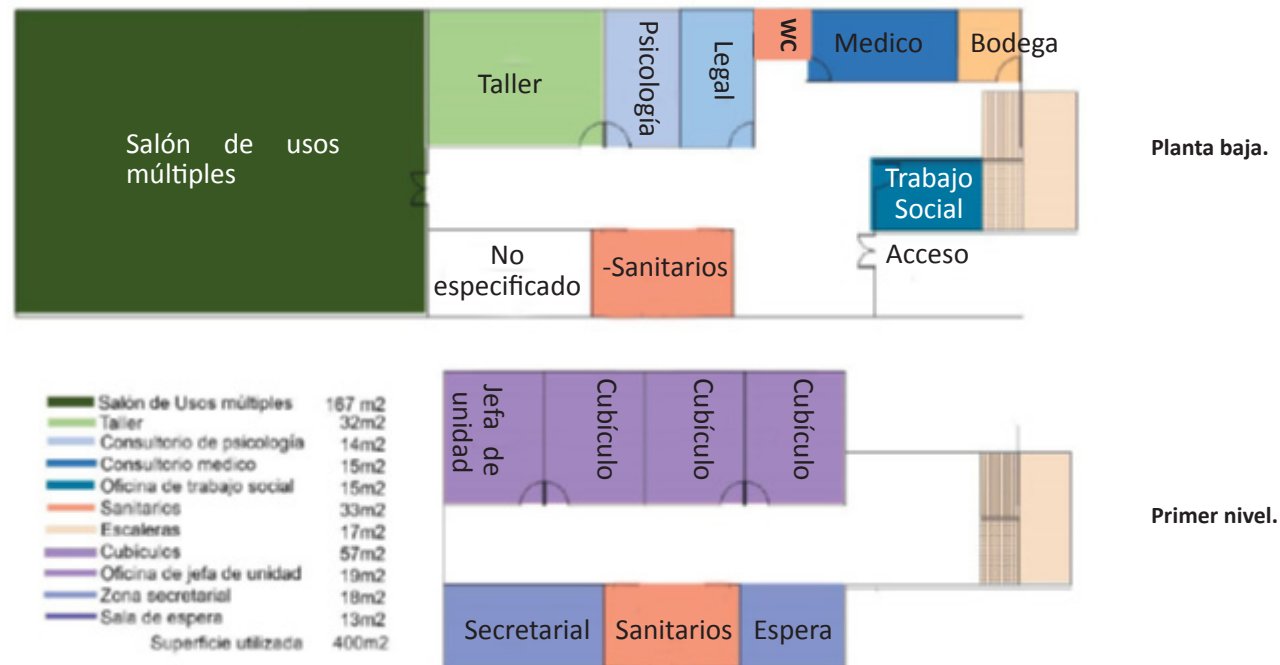 Salón de usos
múltiples
Taller
Psicología
Legal
WC
Medico
Bodega
Planta baja.
Trabajo
Social
Acceso
No
especificado
-Sanitarios
Salón de Usos múltiples 167 m2
Taller 32m2
Consultorio de psicología 14m2
Consultorio medico 15m2
Oficina de trabajo social 15m2
Sanitarios 33m2
Escaleras 17m2
Cubiculos 57m2
Oficina de jefa de unidad 19m2
Zona secretarial 18m2
Sala de espera 13m2
Superficie utilizada 400m2
Jefa de
unidad
Cubículo
Cubículo
Cubículo
Primer nivel.
Secretarial
Sanitarios
Espera